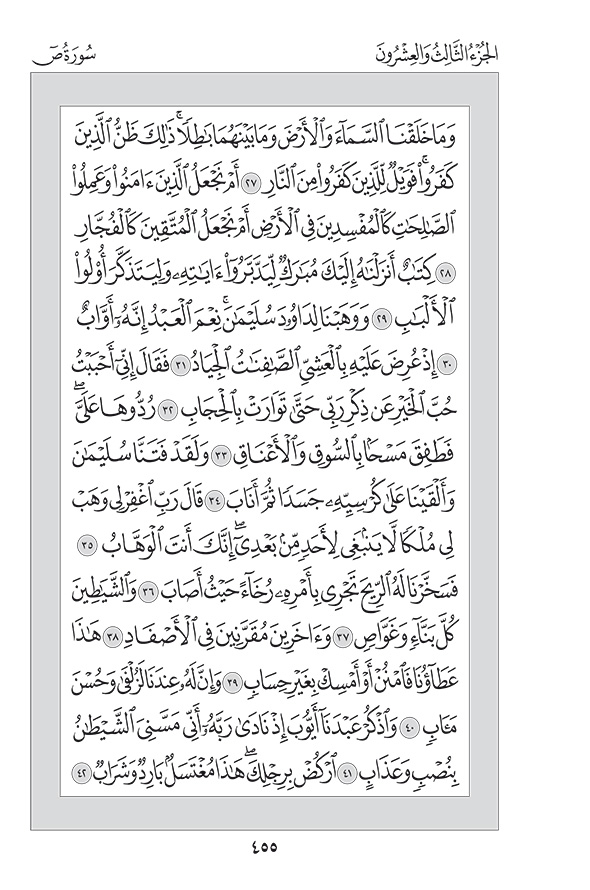 الجُزْءُ الثَّالِثُ وَالْعِشْرُونَ
سُورَةُ صٓ
وَمَا خَلَقْنَا ٱلسَّمَآءَ وَٱلْأَرْضَ وَمَا بَيْنَهُمَا بَٰطِلًاۚ ذَٰلِكَ ظَنُّ ٱلَّذِينَ
كَفَرُوا۟ۚ فَوَيْلٌ لِّلَّذِينَ كَفَرُوا۟ مِنَ ٱلنَّارِ ٢٧ أَمْ نَجْعَلُ ٱلَّذِينَ ءَامَنُوا۟ وَعَمِلُوا۟
ٱلصَّٰلِحَٰتِ كَٱلْمُفْسِدِينَ فِى ٱلْأَرْضِ أَمْ نَجْعَلُ ٱلْمُتَّقِينَ كَٱلْفُجَّارِ
٢٨ كِتَٰبٌ أَنزَلْنَٰهُ إِلَيْكَ مُبَٰرَكٌ لِّيَدَّبَّرُوٓا۟ ءَايَٰتِهِۦ وَلِيَتَذَكَّرَ أُو۟لُوا۟
ٱلْأَلْبَٰبِ ٢٩ وَوَهَبْنَا لِدَاوُۥدَ سُلَيْمَٰنَۚ نِعْمَ ٱلْعَبْدُ إِنَّهُۥٓ أَوَّابٌ
٣٠ إِذْ عُرِضَ عَلَيْهِ بِٱلْعَشِىِّ ٱلصَّٰفِنَٰتُ ٱلْجِيَادُ ٣١ فَقَالَ إِنِّىٓ أَحْبَبْتُ
حُبَّ ٱلْخَيْرِ عَن ذِكْرِ رَبِّى حَتَّىٰ تَوَارَتْ بِٱلْحِجَابِ ٣٢ رُدُّوهَا عَلَىَّۖ
فَطَفِقَ مَسْحًۢا بِٱلسُّوقِ وَٱلْأَعْنَاقِ ٣٣ وَلَقَدْ فَتَنَّا سُلَيْمَٰنَ
وَأَلْقَيْنَا عَلَىٰ كُرْسِيِّهِۦ جَسَدًا ثُمَّ أَنَابَ ٣٤ قَالَ رَبِّ ٱغْفِرْ لِى وَهَبْ
لِى مُلْكًا لَّا يَنۢبَغِى لِأَحَدٍ مِّنۢ بَعْدِىٓۖ إِنَّكَ أَنتَ ٱلْوَهَّابُ ٣٥
فَسَخَّرْنَا لَهُ ٱلرِّيحَ تَجْرِى بِأَمْرِهِۦ رُخَآءً حَيْثُ أَصَابَ ٣٦ وَٱلشَّيَٰطِينَ
كُلَّ بَنَّآءٍ وَغَوَّاصٍ ٣٧ وَءَاخَرِينَ مُقَرَّنِينَ فِى ٱلْأَصْفَادِ ٣٨ هَٰذَا
عَطَآؤُنَا فَٱمْنُنْ أَوْ أَمْسِكْ بِغَيْرِ حِسَابٍ ٣٩ وَإِنَّ لَهُۥ عِندَنَا لَزُلْفَىٰ وَحُسْنَ
مَـَٔابٍ ٤٠ وَٱذْكُرْ عَبْدَنَآ أَيُّوبَ إِذْ نَادَىٰ رَبَّهُۥٓ أَنِّى مَسَّنِىَ ٱلشَّيْطَٰنُ
بِنُصْبٍ وَعَذَابٍ ٤١ ٱرْكُضْ بِرِجْلِكَۖ هَٰذَا مُغْتَسَلٌۢ بَارِدٌ وَشَرَابٌ ٤٢
٤٥٥